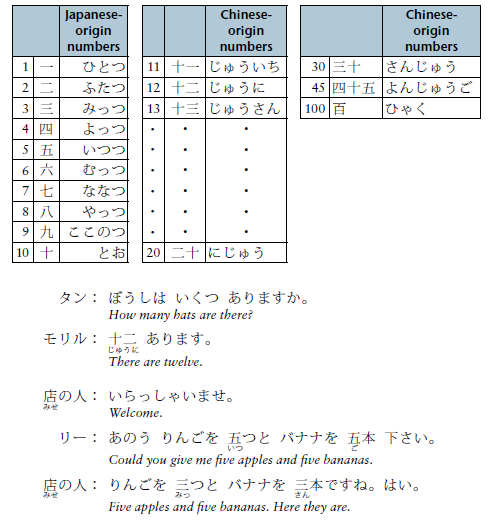 Japanese-
origin
numbers
1 一 ひとつ
2 二 ふたつ
3 三 みっつ
4 四 よっつ
5 五 いつつ
6 六 むっつ
7 七 ななつ
8 八 やっつ
9 九 ここのつ
10 十 とお
Chinese-
origin
numbers
11 十一 じゅういち
12 十二 じゅうに
13 十三 じゅうさん
・ ・ ・
・ ・ ・
・ ・ ・
・ ・ ・
・ ・ ・
・ ・ ・
20 二十 にじゅう
Chinese-
origin
numbers
30 三十 さんじゅう
45 四十五 よんじゅうご
100 百 ひゃく
タン： ぼうしは いくつ ありますか。
How many hats are there?
モリル： 十二 あります。
じゅうに
There are twelve.
店の人： いらっしゃいませ。
みせ
Welcome.
リー： あのう りんごを 五つと バナナを 五本 下さい。
いつ ご
Could you give me five apples and five bananas.
店の人： りんごを 三つと バナナを 三本ですね。はい。
みせ みっ さん
Five apples and five bananas. Here they are.